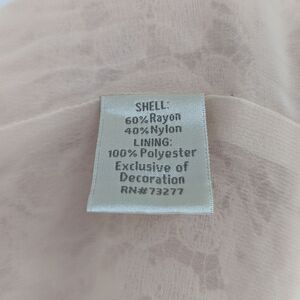 SHELL:
60% Rayon
40% Nylon
LINING:
100% Polyester
Exclusive of
Decoration
RN#73277